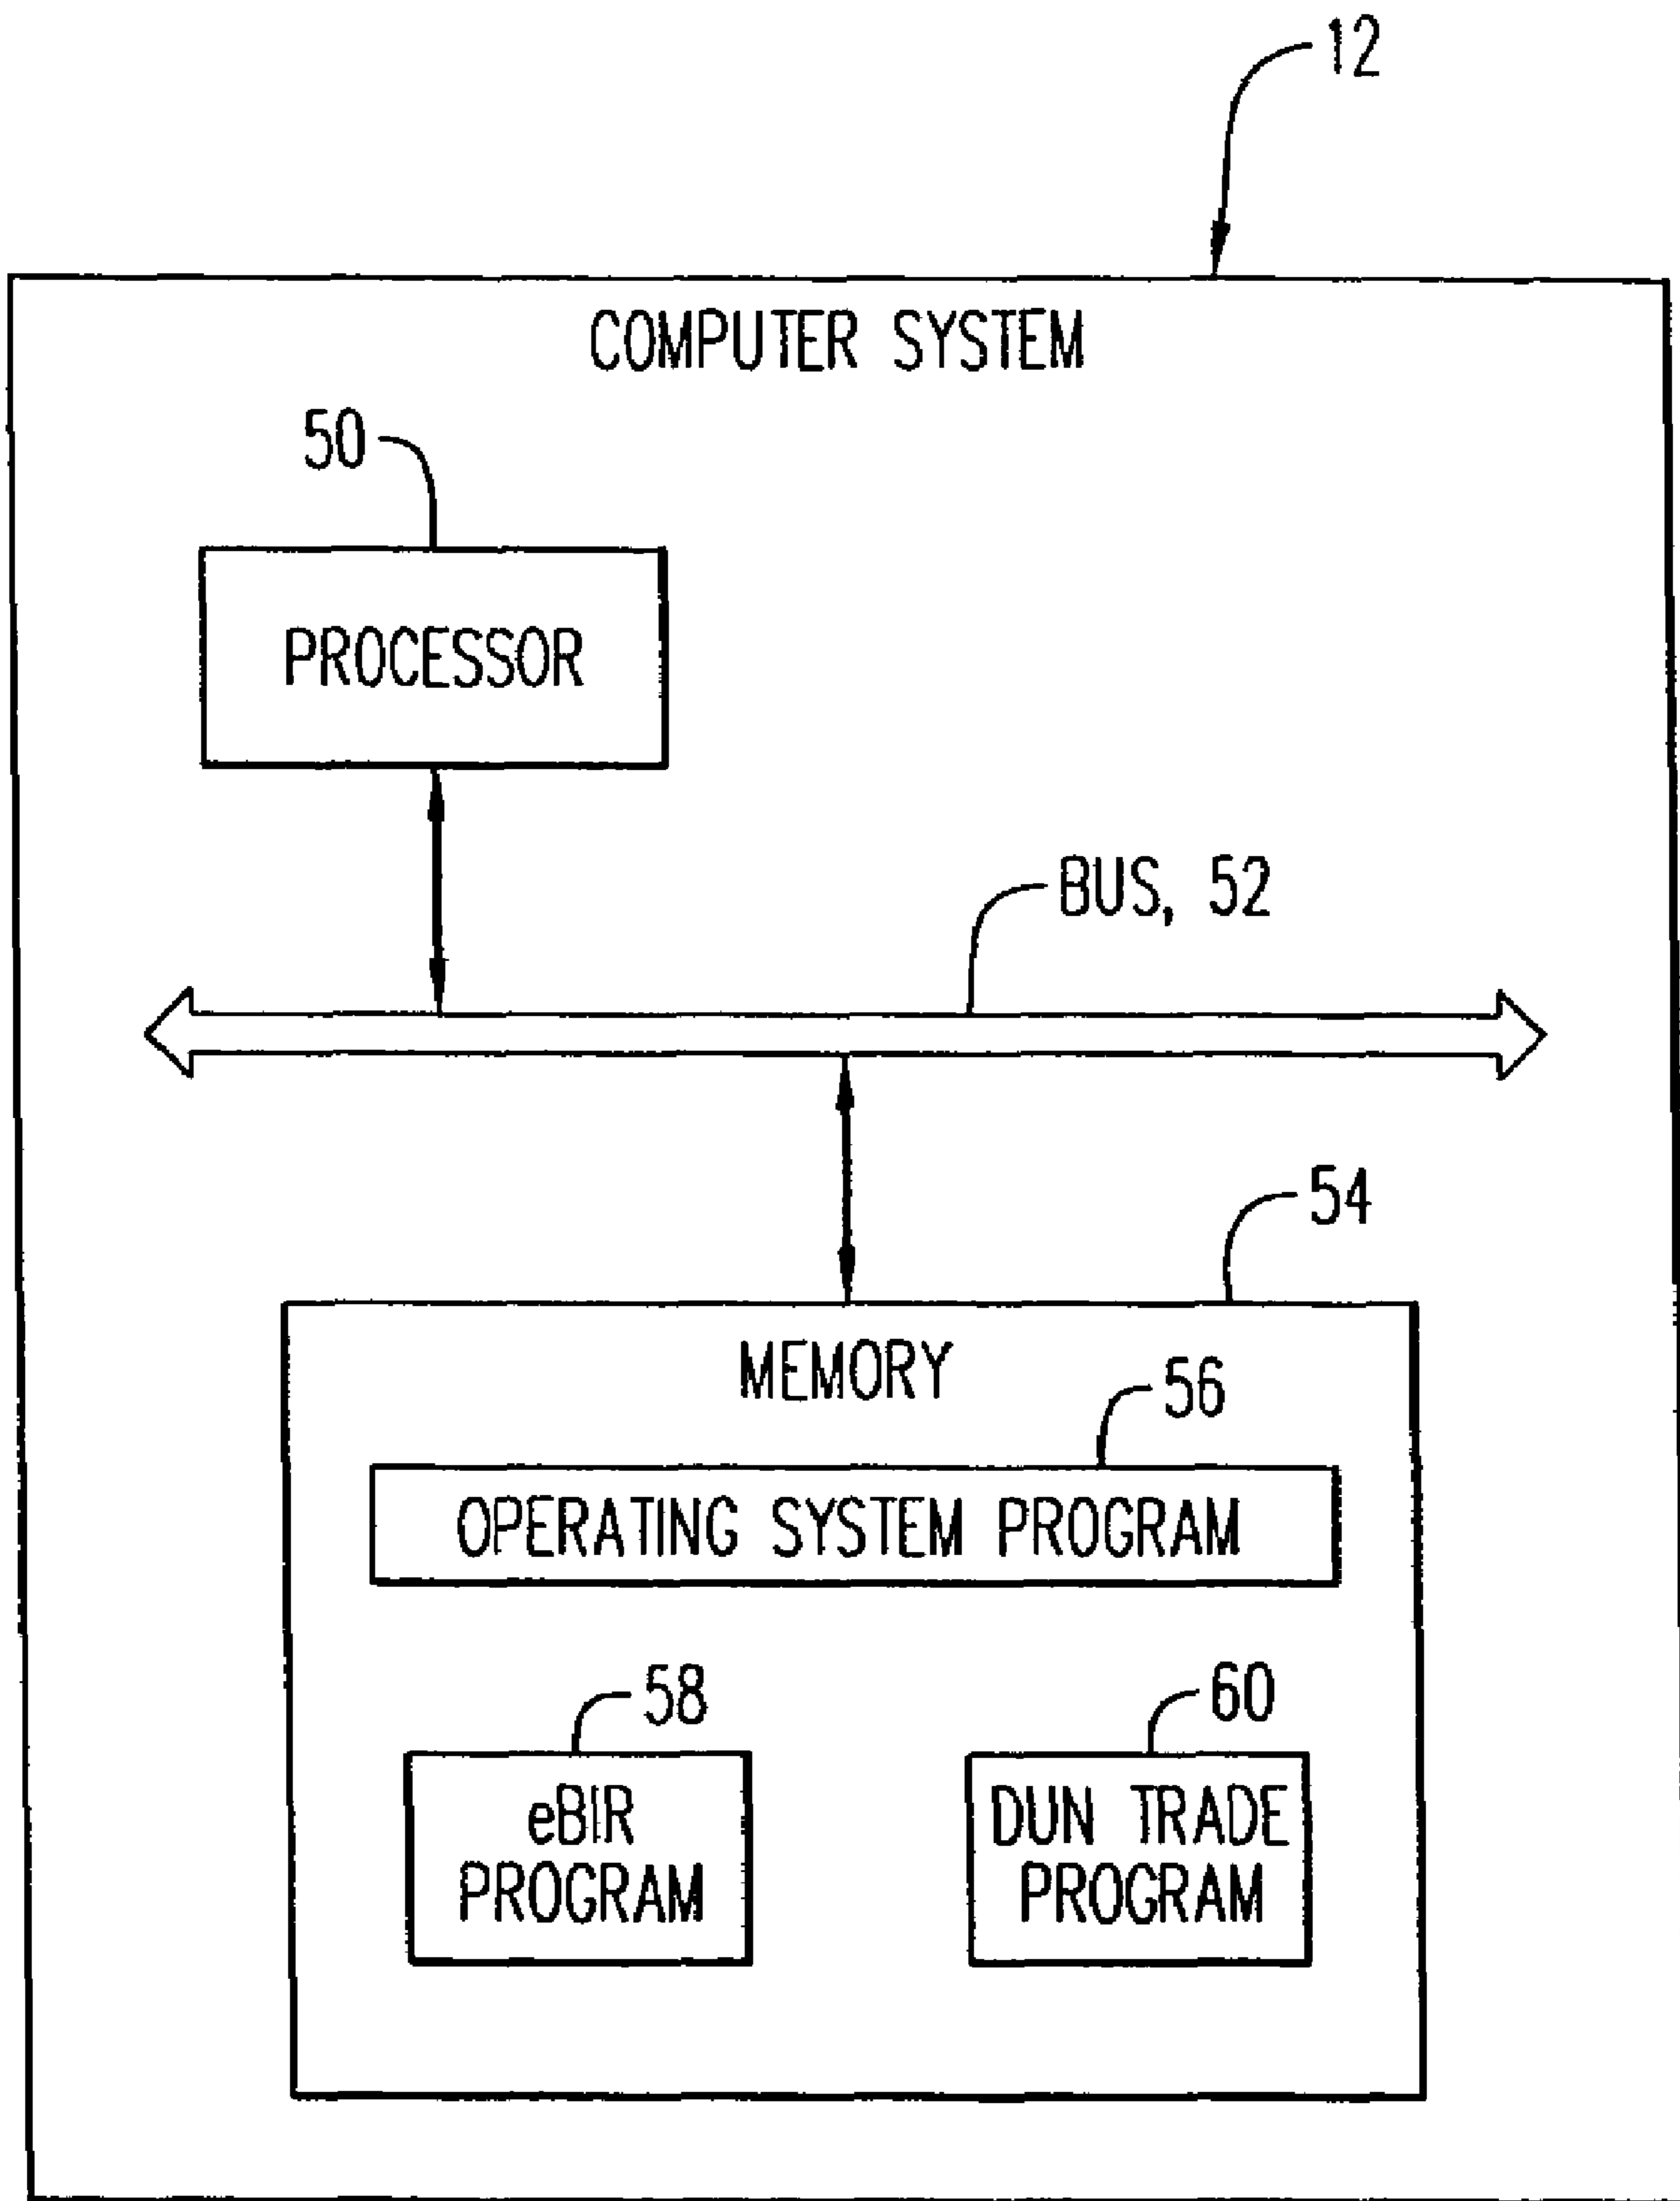 12
COMPUTER SYSTEM
50
PROCESSOR
BUS, 52
54
MEMORY
56
OPERATING SYSTEM PROGRAM
58
eBIR
PROGRAM
60
DUN TRADE
PROGRAM